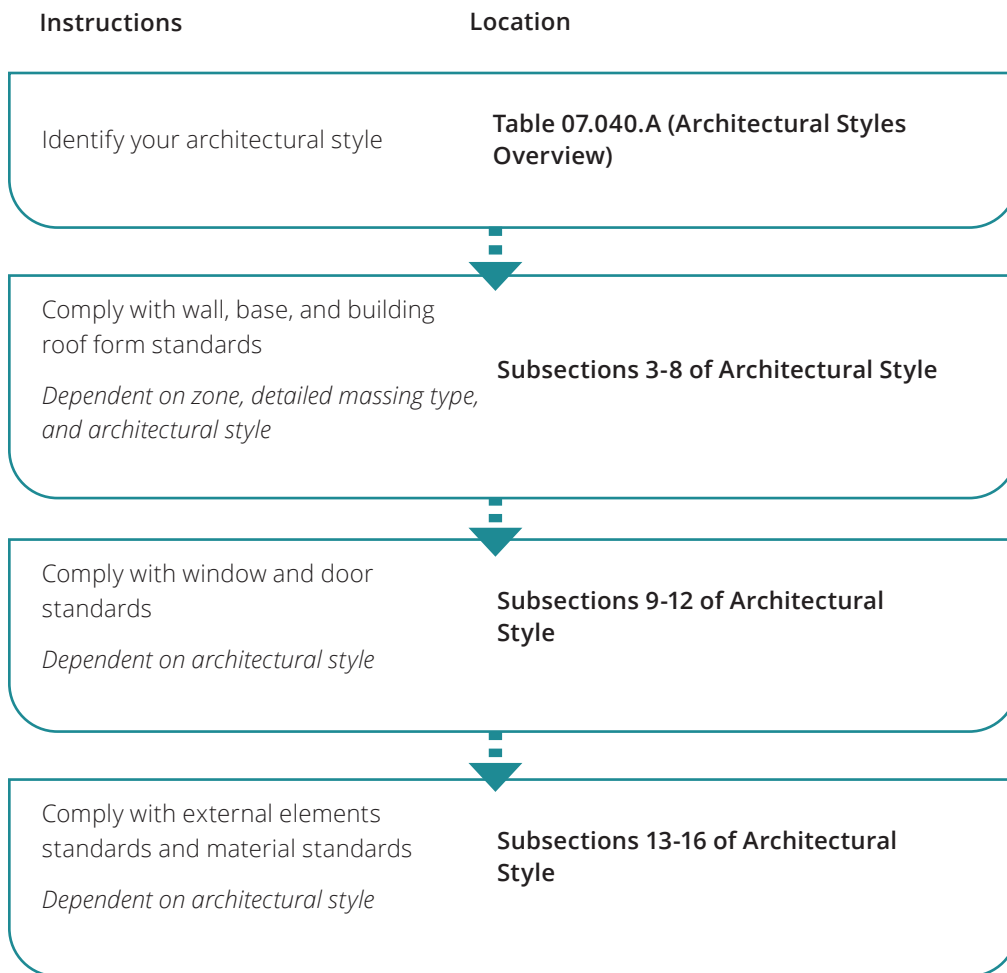 Instructions
Location
Identify your architectural style
Table 07.040.A (Architectural Styles
Overview)
Comply with wall, base, and building
roof form standards
Dependent on zone, detailed massing type,
and architectural style
Subsections 3-8 of Architectural Style
Comply with window and door
standards
Dependent on architectural style
Subsections 9-12 of Architectural
Style
Comply with external elements
standards and material standards
Dependent on architectural style
Subsections 13-16 of Architectural
Style